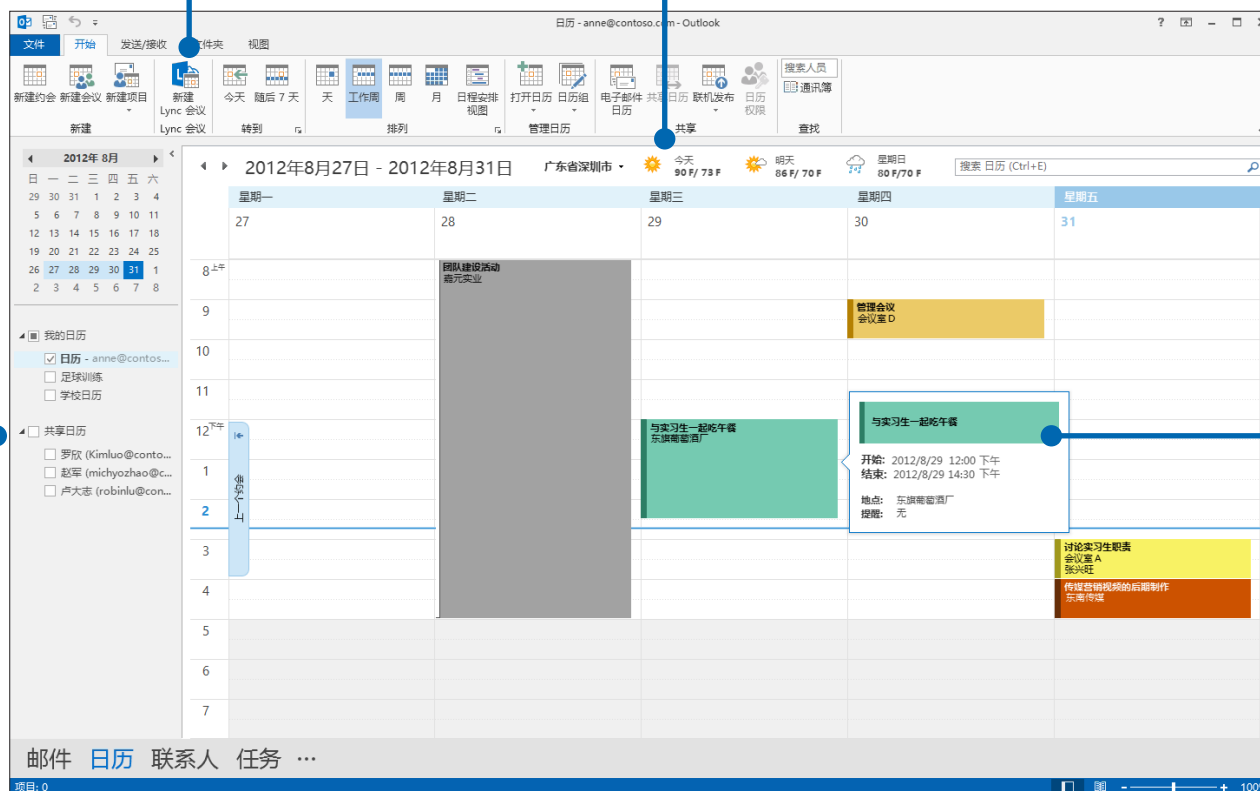 日历 - anne@contoso.com - Outlook
文件 开始 发送/接收 文件夹 视图
新建约会 新建会议 新建项目 新建 Lync 会议 今天 随后 7 天 天 工作周 周 月 日程安排视图 打开日历 日历组 电子邮件日历 共享日历 联机发布 日历权限 搜索人员
通讯簿
新建 Lync 会议 转到 排列 管理日历 共享 查找
2012年 8月
日 一 二 三 四 五 六
29 30 31 1 2 3 4
5 6 7 8 9 10 11
12 13 14 15 16 17 18
19 20 21 22 23 24 25
26 27 28 29 30 31 1
2 3 4 5 6 7 8
我的日历
日历 - anne@contos...
足球训练
学校日历
共享日历
罗欣 (Kimluo@conto...
赵军 (michyozhao@c...
卢大志 (robinlu@con...
2012年8月27日 - 2012年8月31日
广东省深圳市
今天
90 F/ 73 F
明天
86 F/ 70 F
星期日
80 F/70 F
搜索 日历 (Ctrl+E)
星期一 星期二 星期三 星期四 星期五
27 28 29 30 31
8 上午
9
10
11
12 下午
1
2
3
4
5
6
7
团队建设活动
嘉元实业
与实习生一起吃午餐
东旗葡萄酒厂
管理会议
会议室 D
与实习生一起吃午餐
开始: 2012/8/29 12:00 下午
结束: 2012/8/29 14:30 下午
地点: 东旗葡萄酒厂
提醒: 无
讨论实习生职责
会议室 A
张兴旺
传媒营销视频的后期制作
东南传媒
邮件 日历 联系人 任务 ···
项目: 0